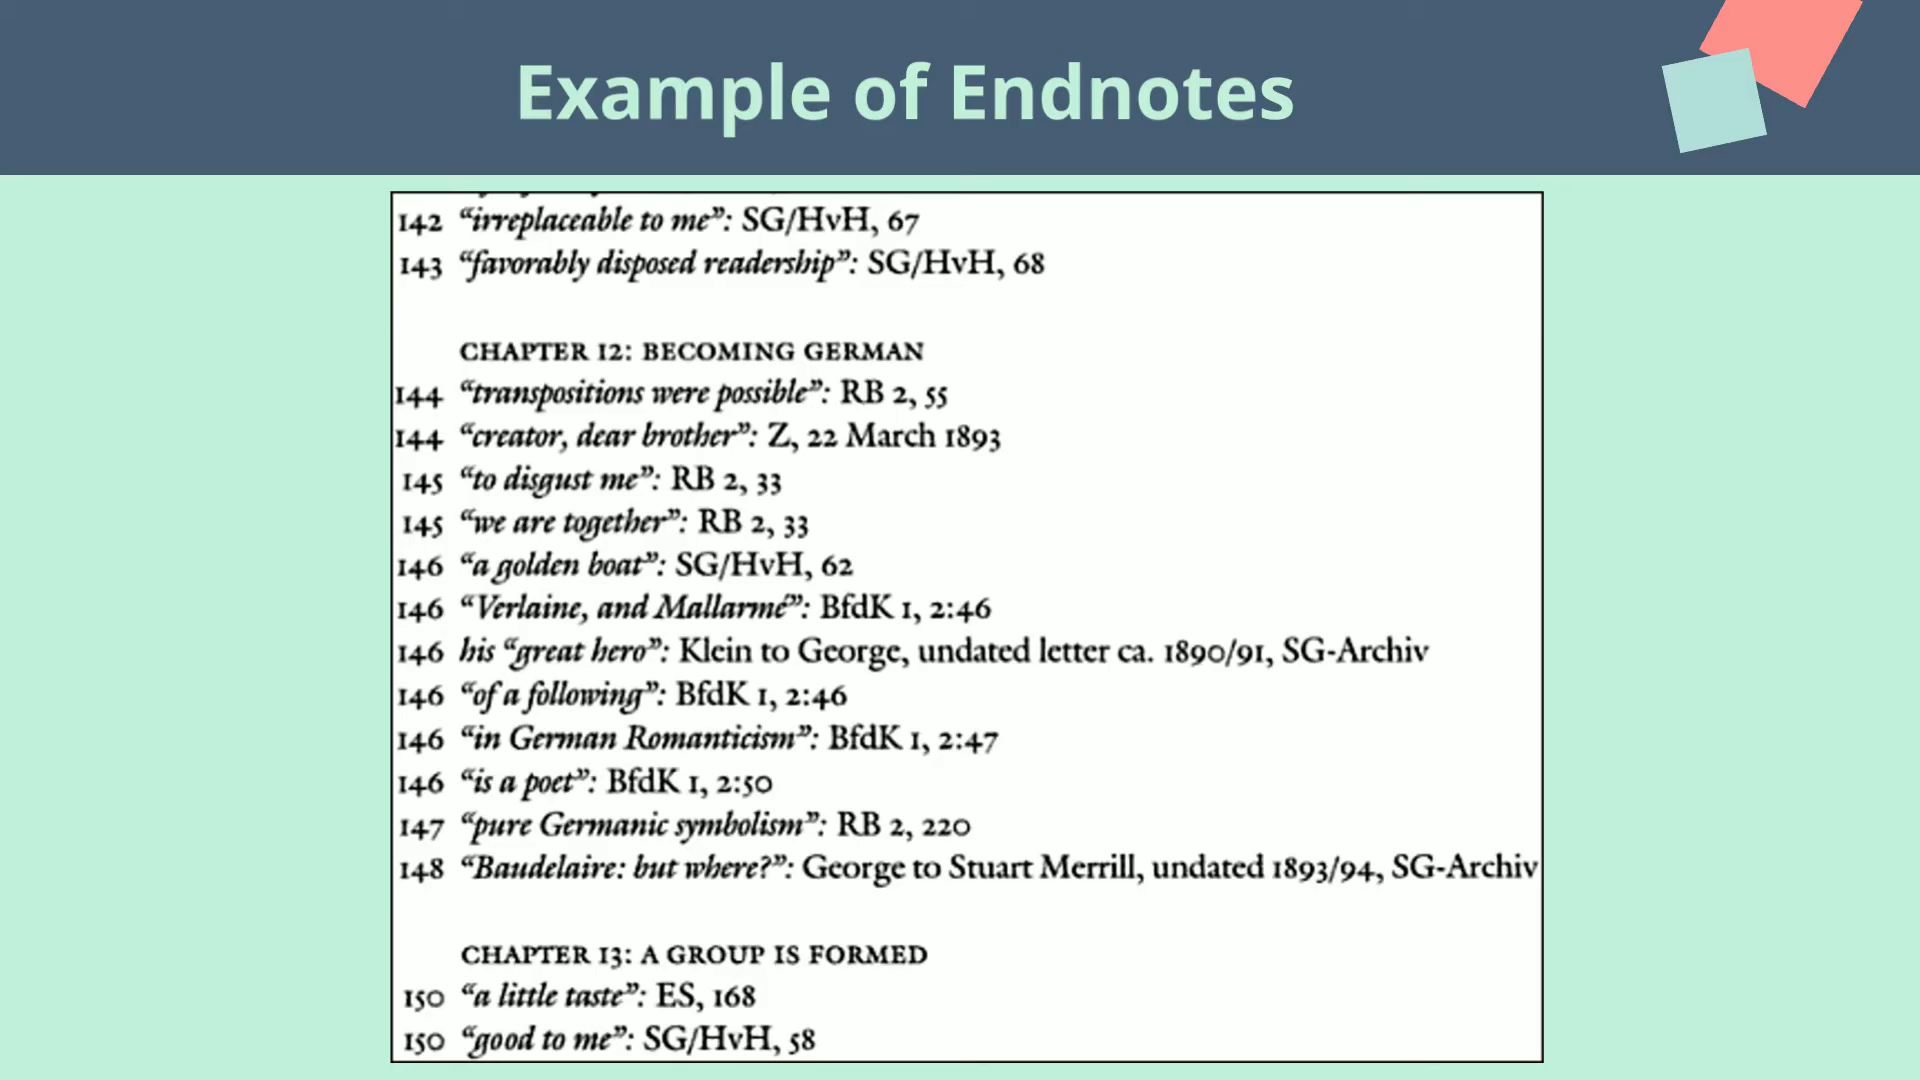 Example of Endnotes
142 “irreplaceable to me”: SG/HvH, 67
143 “favorably disposed readership”: SG/HvH, 68
CHAPTER 12: BECOMING GERMAN
144 “transpositions were possible”: RB 2, 55
144 “creator, dear brother”: Z, 22 March 1893
145 “to disgust me”: RB 2, 33
145 “we are together”: RB 2, 33
146 “a golden boat”: SG/HvH, 62
146 “Verlaine, and Mallarmé”: BfdK 1, 2:46
146 his “great hero”: Klein to George, undated letter ca. 1890/91, SG-Archiv
146 “of a following”: BfdK 1, 2:46
146 “in German Romanticism”: BfdK 1, 2:47
146 “is a poet”: BfdK 1, 2:50
147 “pure Germanic symbolism”: RB 2, 220
148 “Baudelaire: but where?”: George to Stuart Merrill, undated 1893/94, SG-Archiv
CHAPTER 13: A GROUP IS FORMED
150 “a little taste”: ES, 168
150 “good to me”: SG/HvH, 58